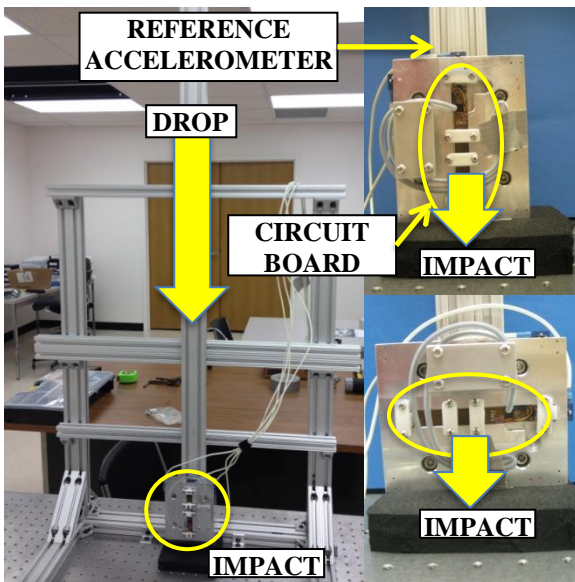 REFERENCE
ACCELEROMETER
DROP
CIRCUIT
BOARD
IMPACT
IMPACT
IMPACT